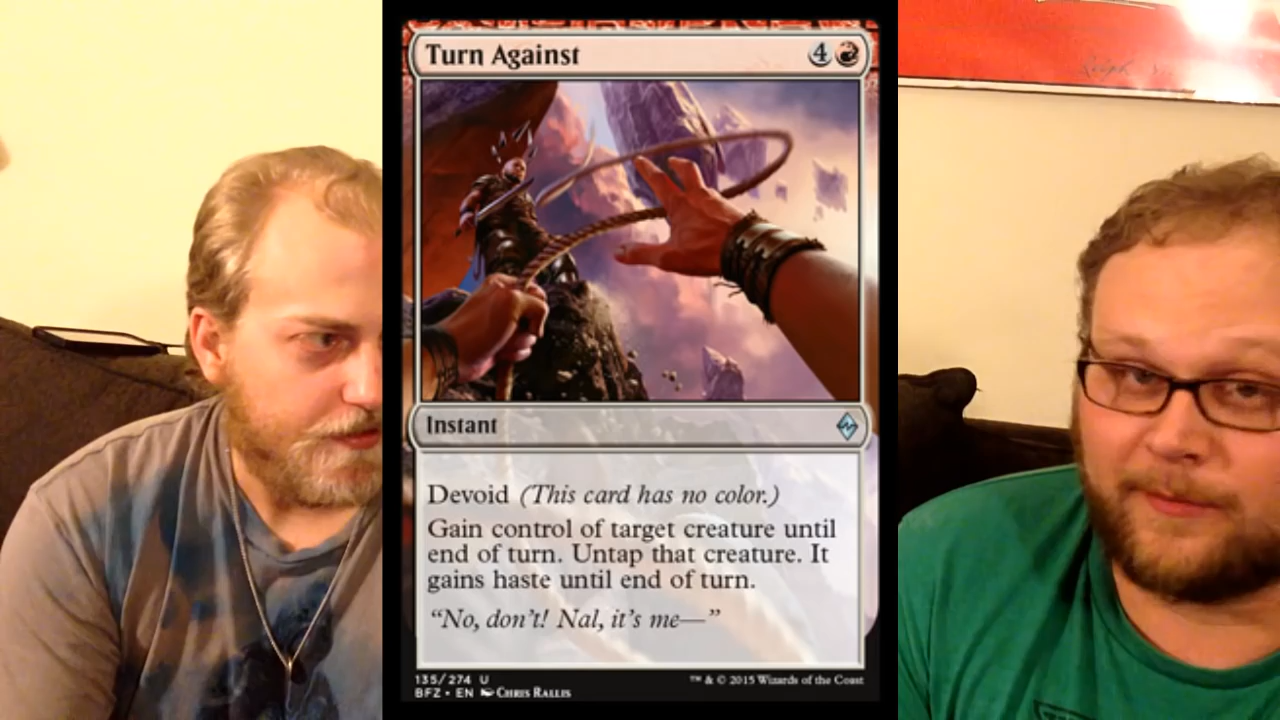 Turn Against 4
Instant
Devoid (This card has no color.)
Gain control of target creature until
end of turn. Untap that creature. It
gains haste until end of turn.
“No, don't! Nal, it's me—”
135/274 U
BFZ • EN Chris Rallis
™ & © 2015 Wizards of the Coast